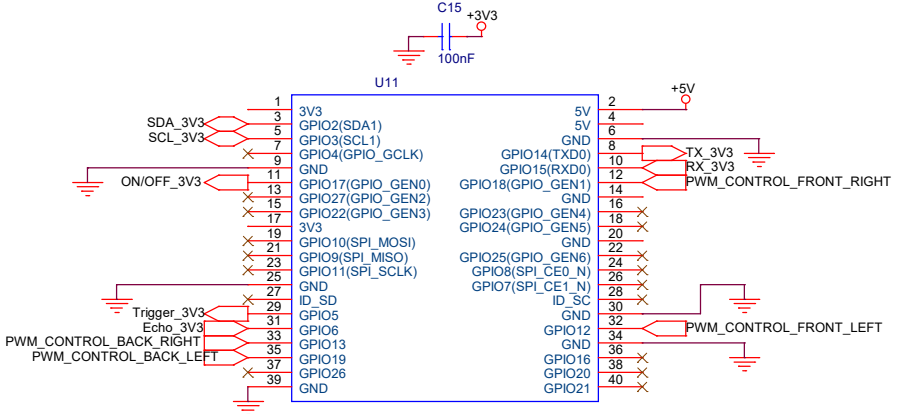 C15
+3V3
100nF
U11
+5V
1 3V3 5V 2
SDA_3V3 3 GPIO2(SDA1) 5V 4
SCL_3V3 5 GPIO3(SCL1) GND 6
7 GPIO4(GPIO_GCLK) GPIO14(TXD0) 8 TX_3V3
9 GND GPIO15(RXD0) 10 RX_3V3
ON/OFF_3V3 11 GPIO17(GPIO_GEN0) GPIO18(GPIO_GEN1) 12 PWM_CONTROL_FRONT_RIGHT
13 GPIO27(GPIO_GEN2) GND 14
15 GPIO22(GPIO_GEN3) GPIO23(GPIO_GEN4) 16
17 3V3 GPIO24(GPIO_GEN5) 18
19 GPIO10(SPI_MOSI) GND 20
21 GPIO9(SPI_MISO) GPIO25(GPIO_GEN6) 22
23 GPIO11(SPI_SCLK) GPIO8(SPI_CE0_N) 24
25 GND GPIO7(SPI_CE1_N) 26
27 ID_SD ID_SC 28
Trigger_3V3 29 GPIO5 GND 30
Echo_3V3 31 GPIO6 GPIO12 32 PWM_CONTROL_FRONT_LEFT
PWM_CONTROL_BACK_RIGHT 33 GPIO13 GND 34
PWM_CONTROL_BACK_LEFT 35 GPIO19 GPIO16 36
37 GPIO26 GPIO20 38
39 GND GPIO21 40